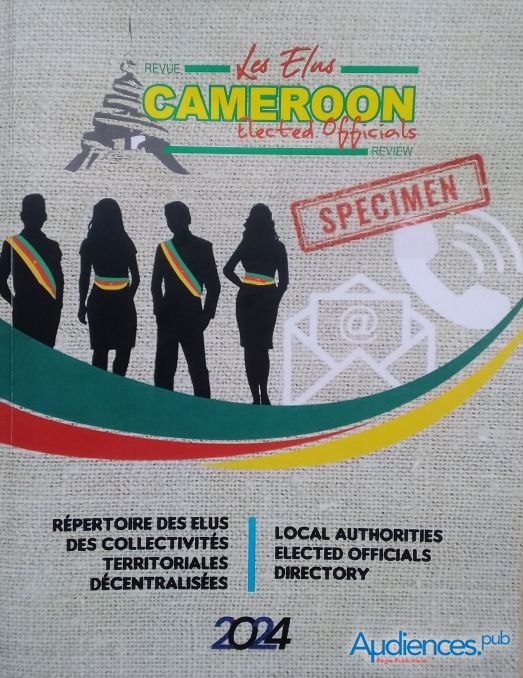 REVUE
Les Elus
CAMEROON
Elected Officials
REVIEW
SPECIMEN
@
RÉPERTOIRE DES ELUS
DES COLLECTIVITÉS
TERRITORIALES
DÉCENTRALISÉES
LOCAL AUTHORITIES
ELECTED OFFICIALS
DIRECTORY
2024
Audiences.pub
Régie Publicitaire